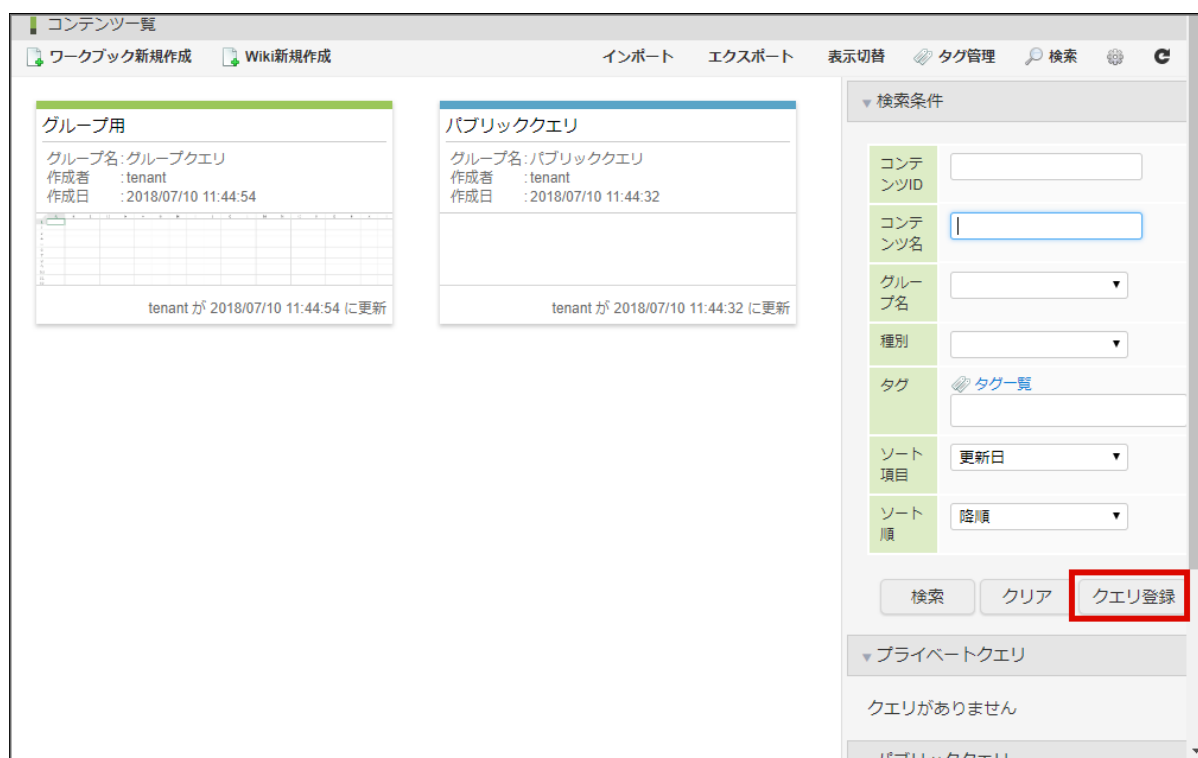 コンテンツ一覧
ワークブック新規作成 Wiki新規作成 インポート エクスポート 表示切替 タグ管理 検索
グループ用
グループ名:グループクエリ
作成者 :tenant
作成日 :2018/07/10 11:44:54
tenant が 2018/07/10 11:44:54 に更新
パブリッククエリ
グループ名:パブリッククエリ
作成者 :tenant
作成日 :2018/07/10 11:44:32
tenant が 2018/07/10 11:44:32 に更新
検索条件
コンテ
ンツID
コンテ
ンツ名
グルー
プ名
種別
タグ タグ一覧
ソート
項目
更新日
ソート
順
降順
検索 クリア クエリ登録
プライベートクエリ
クエリがありません
パブリッククエリ